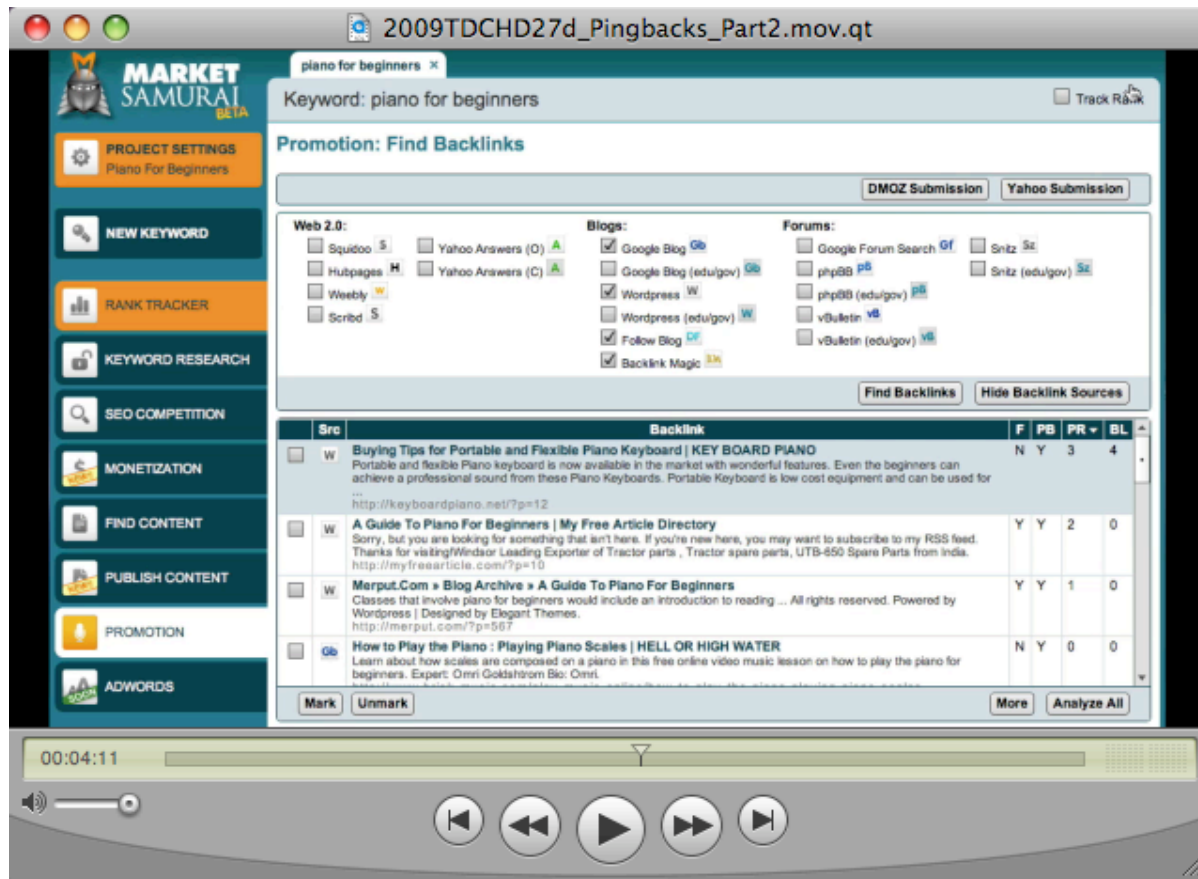 2009TDCHD27d_Pingbacks_Part2.mov.qt
MARKET
SAMURAI
BETA
piano for beginners ×
Keyword: piano for beginners
Track Rank
PROJECT SETTINGS
Piano For Beginners
NEW KEYWORD
RANK TRACKER
KEYWORD RESEARCH
SEO COMPETITION
MONETIZATION
FIND CONTENT
PUBLISH CONTENT
PROMOTION
SOON
ADWORDS
Promotion: Find Backlinks
DMOZ Submission Yahoo Submission
Web 2.0: Blogs: Forums:
Squidoo S Yahoo Answers (O) A Google Blog Gb Google Forum Search Gf Snitz Sz
Hubpages H Yahoo Answers (C) A Google Blog (edu/gov) Gb phpBB pB Snitz (edu/gov) Sz
Weebly w Wordpress W phpBB (edu/gov) pB
Scribd S Wordpress (edu/gov) W vBulletin vB
Follow Blog DF vBulletin (edu/gov) vB
Backlink Magic
Find Backlinks Hide Backlink Sources
Src Backlink F PB PR BL
W Buying Tips for Portable and Flexible Piano Keyboard | KEY BOARD PIANO N Y 3 4
Portable and flexible Piano keyboard is now available in the market with wonderful features. Even the beginners can
achieve a professional sound from these Piano Keyboards. Portable Keyboard is low cost equipment and can be used for
...
http://keyboardpiano.net/?p=12
W A Guide To Piano For Beginners | My Free Article Directory Y Y 2 0
Sorry, but you are looking for something that isn't here. If you're new here, you may want to subscribe to my RSS feed.
Thanks for visiting!Windsor Leading Exporter of Tractor parts , Tractor spare parts, UTB-650 Spare Parts from India.
http://myfreearticle.com/?p=10
W Merput.Com » Blog Archive » A Guide To Piano For Beginners Y Y 1 0
Classes that involve piano for beginners would include an introduction to reading ... All rights reserved. Powered by
Wordpress | Designed by Elegant Themes.
http://merput.com/?p=567
Gb How to Play the Piano : Playing Piano Scales | HELL OR HIGH WATER N Y 0 0
Learn about how scales are composed on a piano in this free online video music lesson on how to play the piano for
beginners. Expert: Omri Goldshtrom Bio: Omri.
Mark Unmark More Analyze All
00:04:11